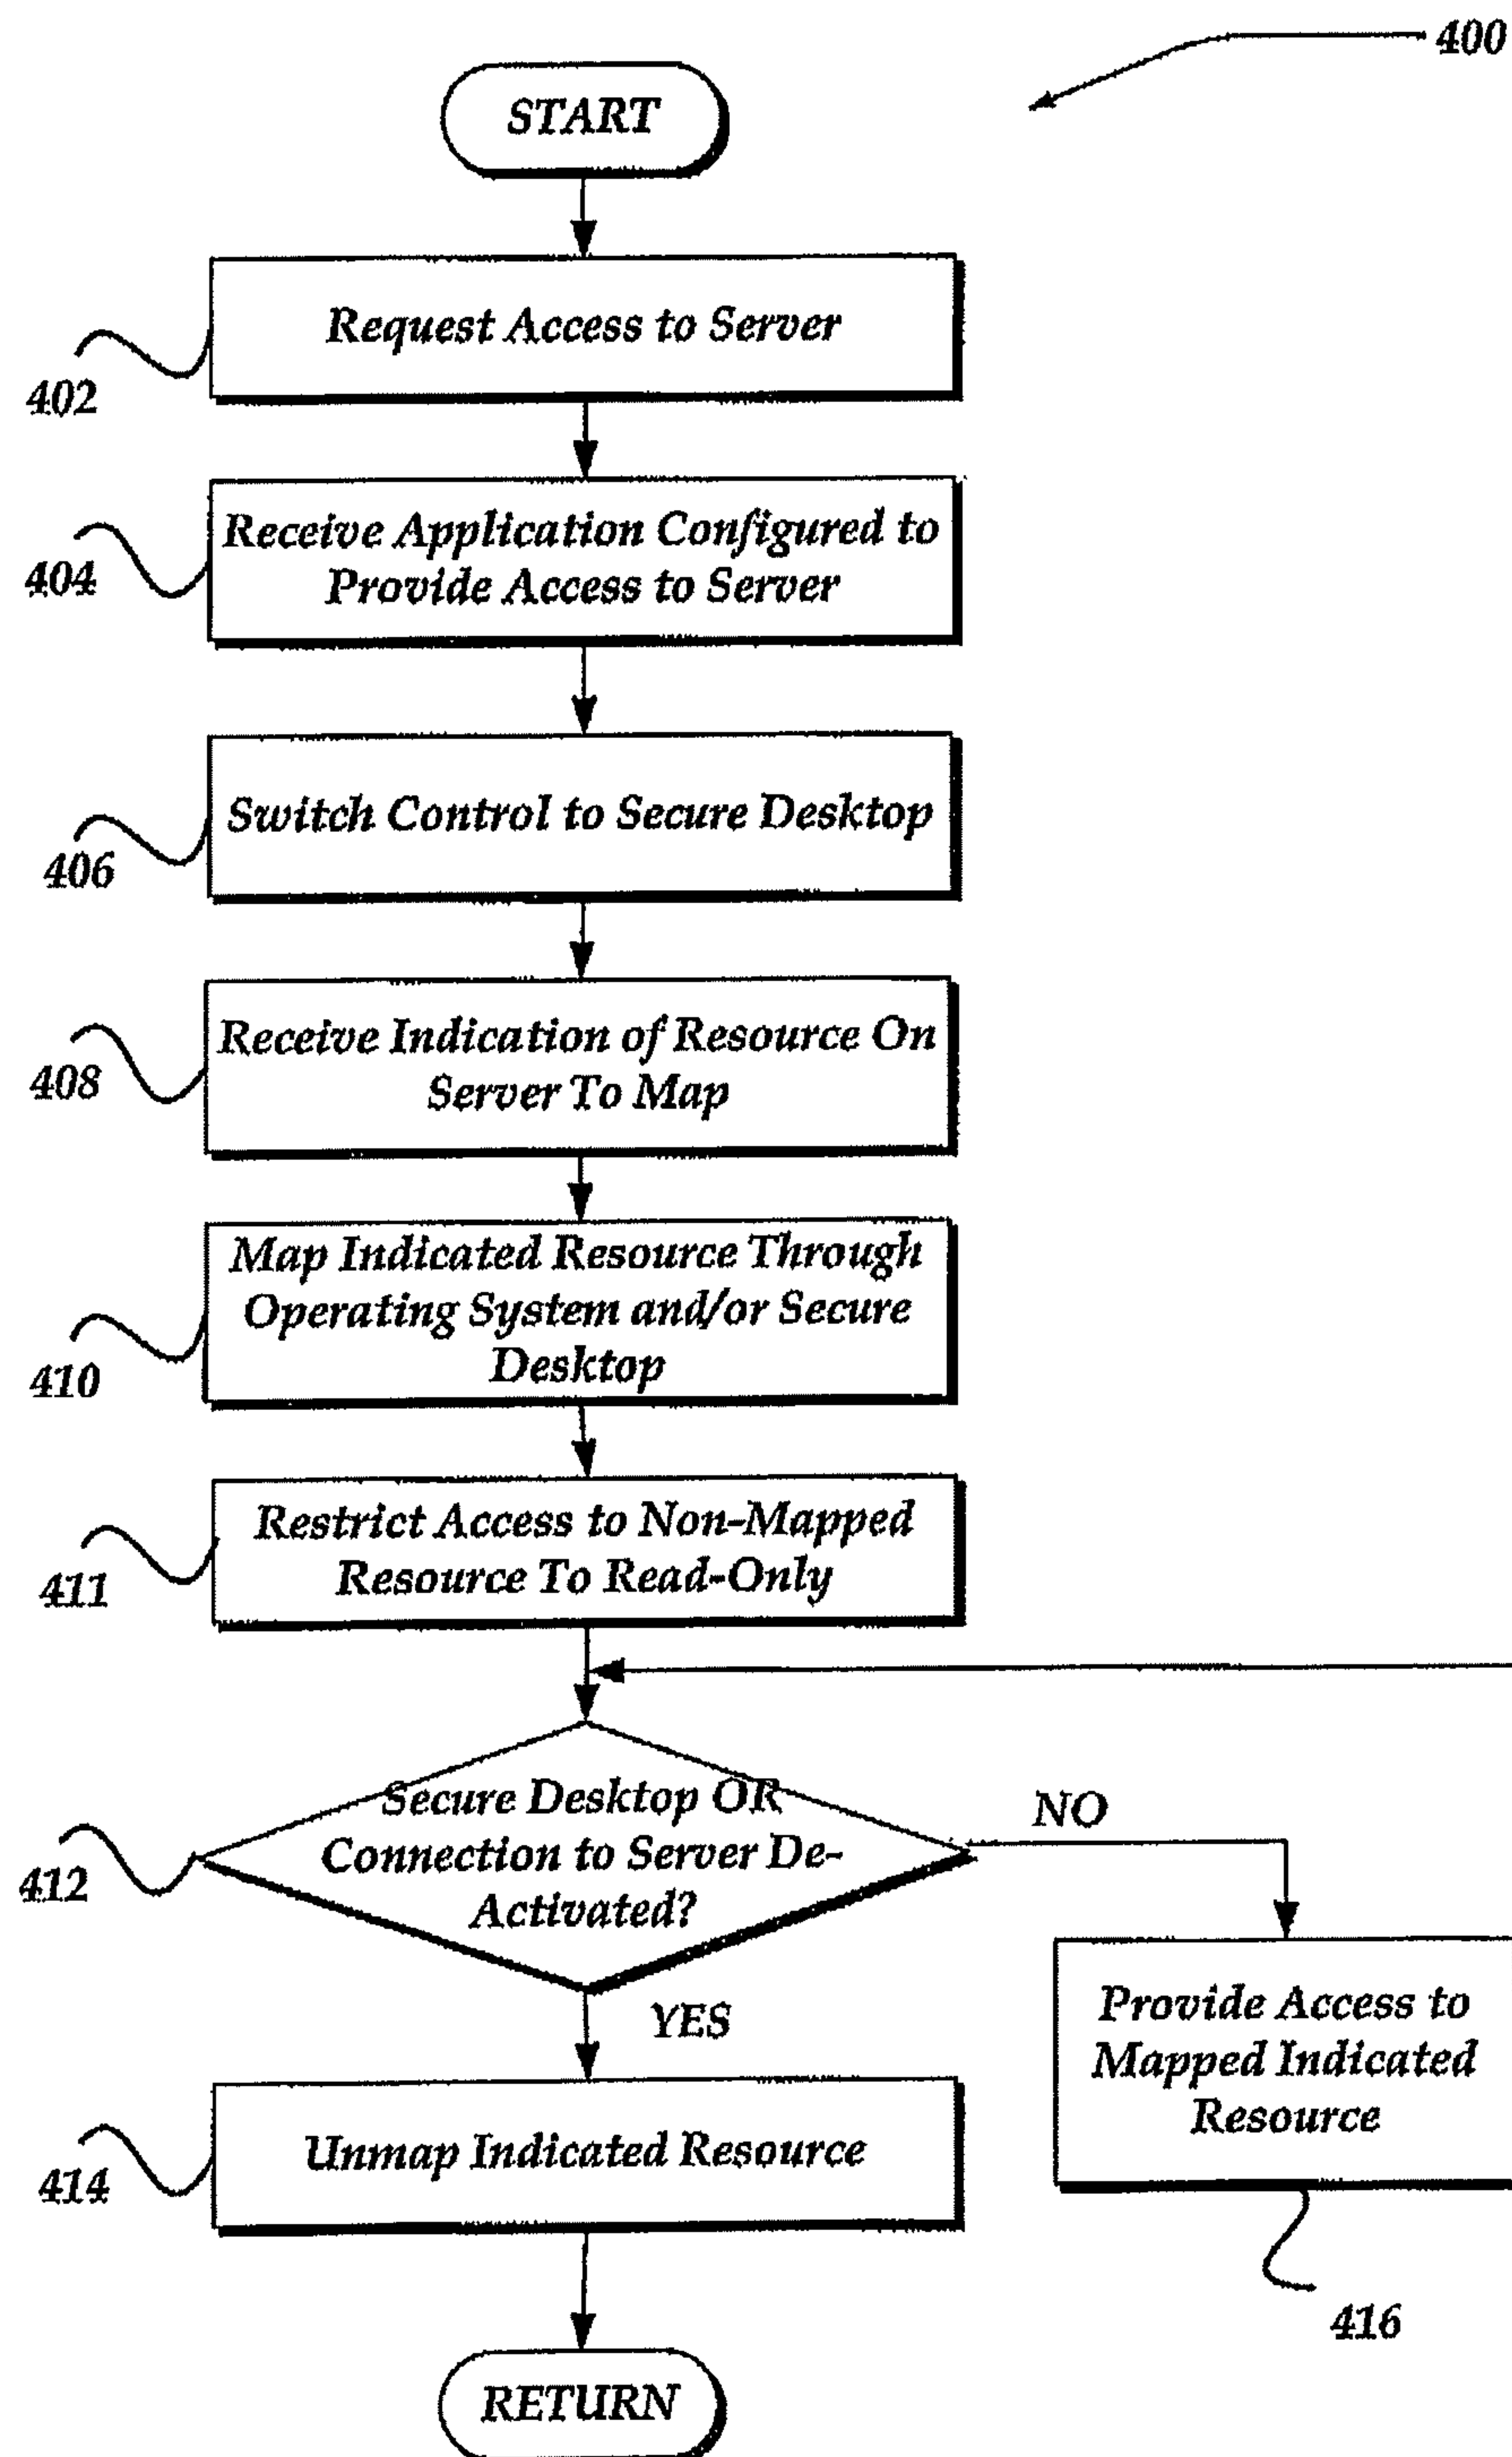 400
START
Request Access to Server
402
Receive Application Configured to
Provide Access to Server
404
Switch Control to Secure Desktop
406
Receive Indication of Resource On
Server To Map
408
Map Indicated Resource Through
Operating System and/or Secure
Desktop
410
Restrict Access to Non-Mapped
Resource To Read-Only
411
Secure Desktop OR
Connection to Server De-
Activated?
412
NO
YES
Provide Access to
Mapped Indicated
Resource
416
Unmap Indicated Resource
414
RETURN